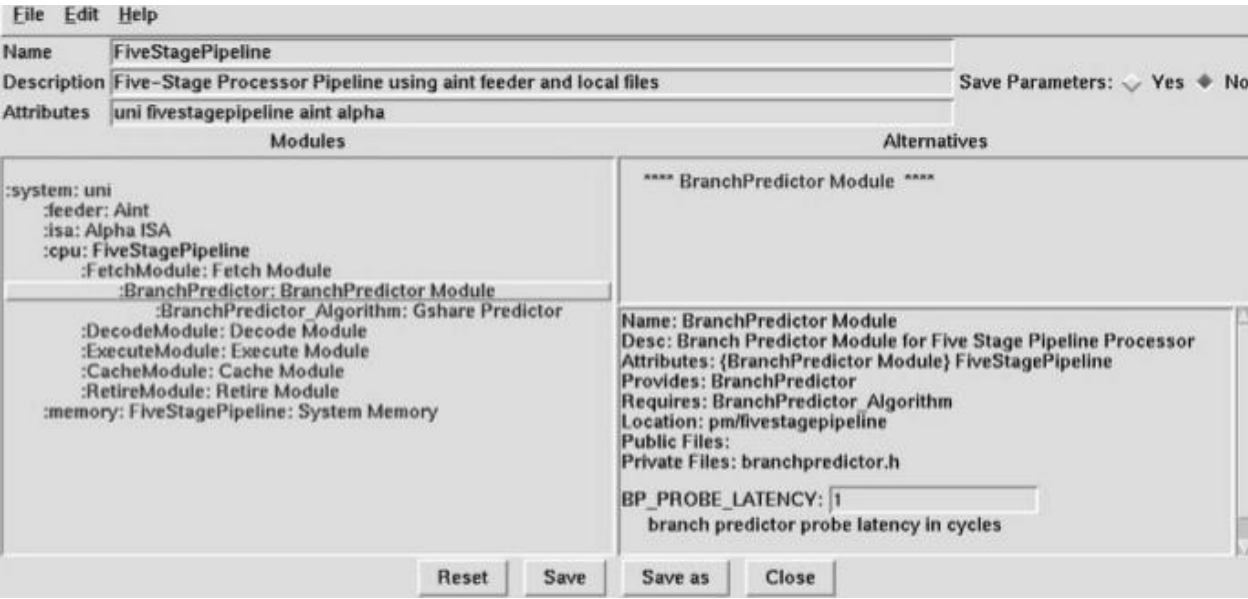 File Edit Help
Name FiveStagePipeline
Description Five-Stage Processor Pipeline using aint feeder and local files Save Parameters: Yes No
Attributes uni fivestagepipeline aint alpha
Modules Alternatives
:system: uni
:feeder: Aint
:isa: Alpha ISA
:cpu: FiveStagePipeline
:FetchModule: Fetch Module
:BranchPredictor: BranchPredictor Module
:BranchPredictor_Algorithm: Gshare Predictor
:DecodeModule: Decode Module
:ExecuteModule: Execute Module
:CacheModule: Cache Module
:RetireModule: Retire Module
:memory: FiveStagePipeline: System Memory
**** BranchPredictor Module ****
Name: BranchPredictor Module
Desc: Branch Predictor Module for Five Stage Pipeline Processor
Attributes: {BranchPredictor Module} FiveStagePipeline
Provides: BranchPredictor
Requires: BranchPredictor_Algorithm
Location: pm/fivestagepipeline
Public Files:
Private Files: branchpredictor.h
BP_PROBE_LATENCY: 1
branch predictor probe latency in cycles
Reset Save Save as Close